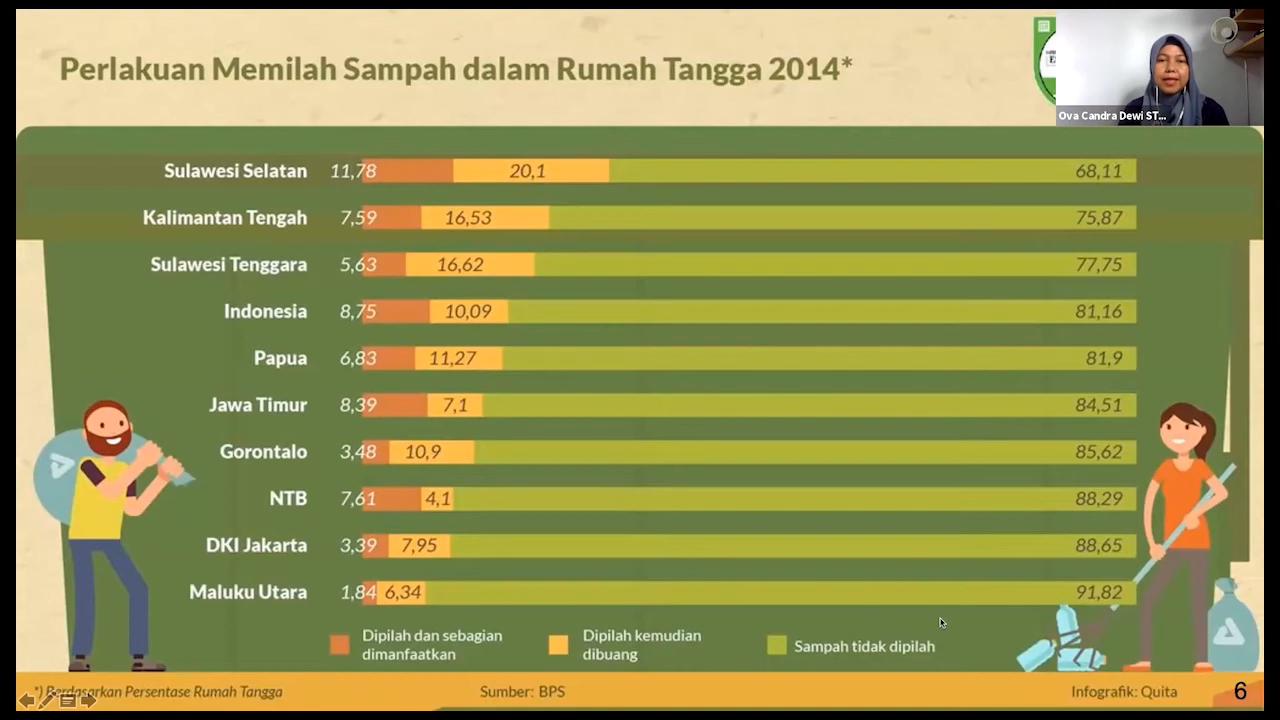 Perlakuan Memilah Sampah dalam Rumah Tangga 2014*
Ova Candra Dewi ST...
Sulawesi Selatan 11,78 20,1 68,11
Kalimantan Tengah 7,59 16,53 75,87
Sulawesi Tenggara 5,63 16,62 77,75
Indonesia 8,75 10,09 81,16
Papua 6,83 11,27 81,9
Jawa Timur 8,39 7,1 84,51
Gorontalo 3,48 10,9 85,62
NTB 7,61 4,1 88,29
DKI Jakarta 3,39 7,95 88,65
Maluku Utara 1,84 6,34 91,82
Dipilah dan sebagian
dimanfaatkan
Dipilah kemudian
dibuang
Sampah tidak dipilah
*) Berdasarkan Persentase Rumah Tangga
Sumber: BPS
Infografik: Quita
6